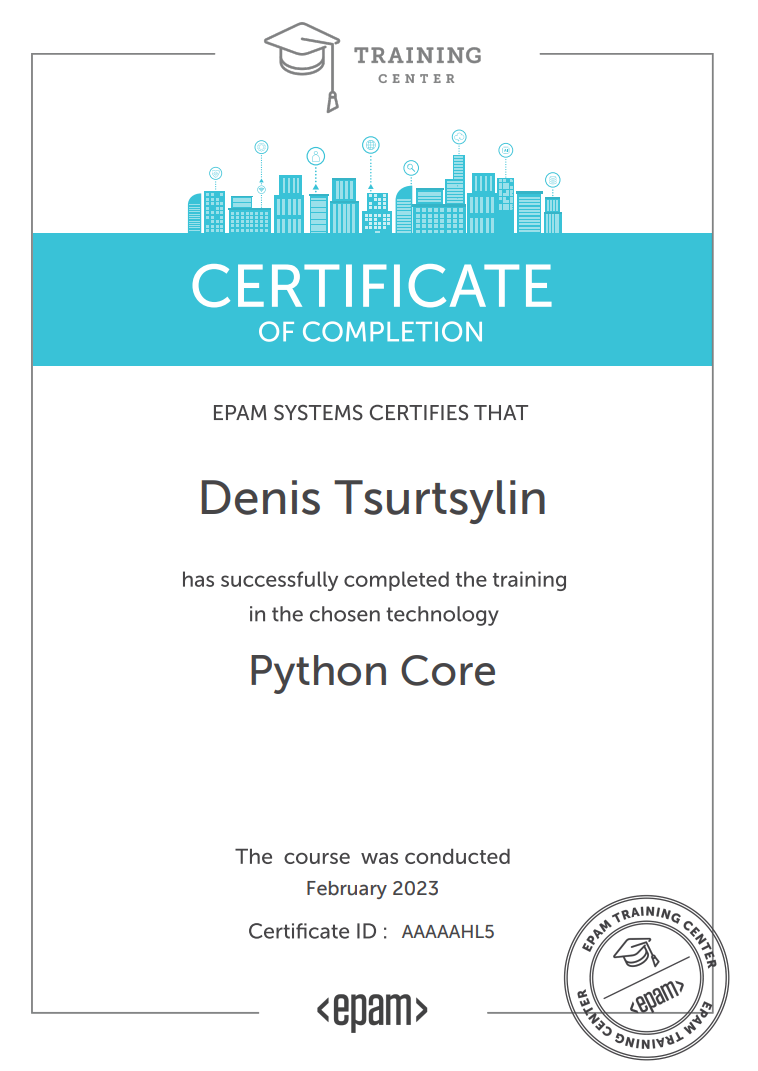 TRAINING
CENTER
CERTIFICATE
OF COMPLETION
EPAM SYSTEMS CERTIFIES THAT
Denis Tsurtsylin
has successfully completed the training
in the chosen technology
Python Core
The course was conducted
February 2023
Certificate ID : AAAAAHL5
<epam>
EPAM TRAINING CENTER
<epam>
EPAM TRAINING CENTER